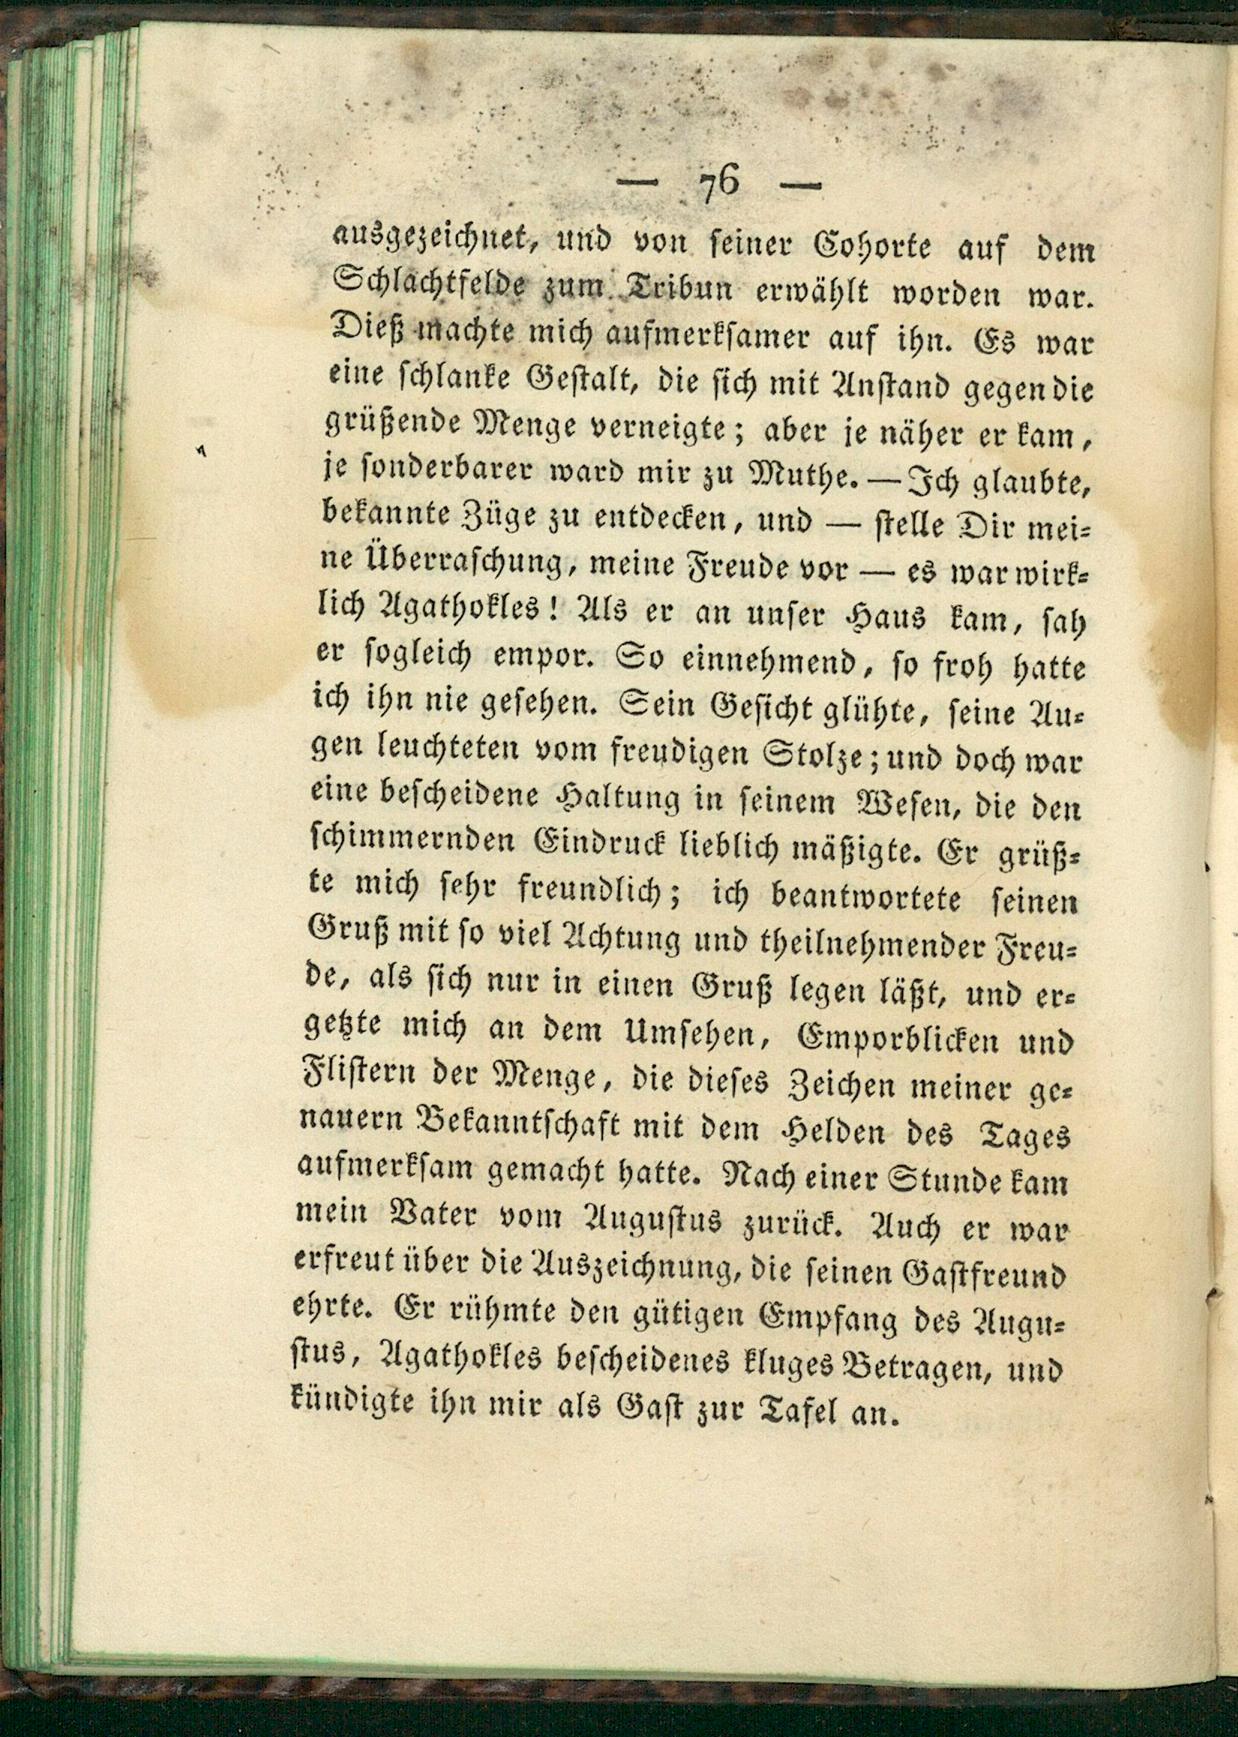 — 76 —
ausgezeichnet, und von seiner Cohorte auf dem
Schlachtfelde zum Tribun erwählt worden war.
Dieß machte mich aufmerksamer auf ihn. Es war
eine schlanke Gestalt, die sich mit Anstand gegen die
grüßende Menge verneigte; aber je näher er kam,
je sonderbarer ward mir zu Muthe. — Ich glaubte,
bekannte Züge zu entdecken, und — stelle Dir mei-
ne Überraschung, meine Freude vor — es war wirk-
lich Agathokles! Als er an unser Haus kam, sah
er sogleich empor. So einnehmend, so froh hatte
ich ihn nie gesehen. Sein Gesicht glühte, seine Au-
gen leuchteten vom freudigen Stolze; und doch war
eine bescheidene Haltung in seinem Wesen, die den
schimmernden Eindruck lieblich mäßigte. Er grüß-
te mich sehr freundlich; ich beantwortete seinen
Gruß mit so viel Achtung und theilnehmender Freu-
de, als sich nur in einen Gruß legen läßt, und er-
getzte mich an dem Umsehen, Emporblicken und
Flistern der Menge, die dieses Zeichen meiner ge-
nauern Bekanntschaft mit dem Helden des Tages
aufmerksam gemacht hatte. Nach einer Stunde kam
mein Vater vom Augustus zurück. Auch er war
erfreut über die Auszeichnung, die seinen Gastfreund
ehrte. Er rühmte den gütigen Empfang des Augu-
stus, Agathokles bescheidenes kluges Betragen, und
kündigte ihn mir als Gast zur Tafel an.